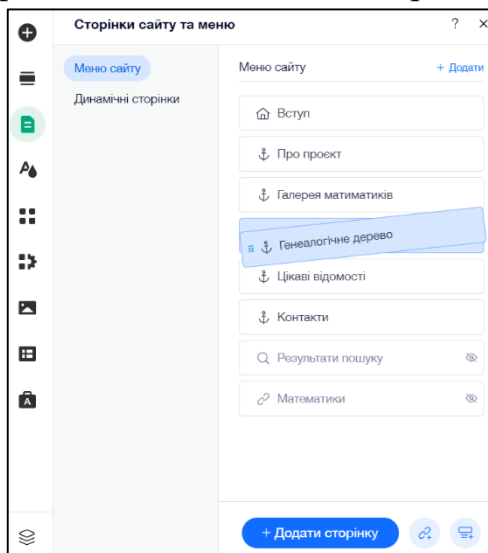 Сторінки сайту та меню ? ×
Меню сайту
Динамічні сторінки
Меню сайту + Додати
Вступ
Про проєкт
Галерея матиматиків
Генеалогічне дерево
Цікаві відомості
Контакти
Результати пошуку
Математики
+ Додати сторінку